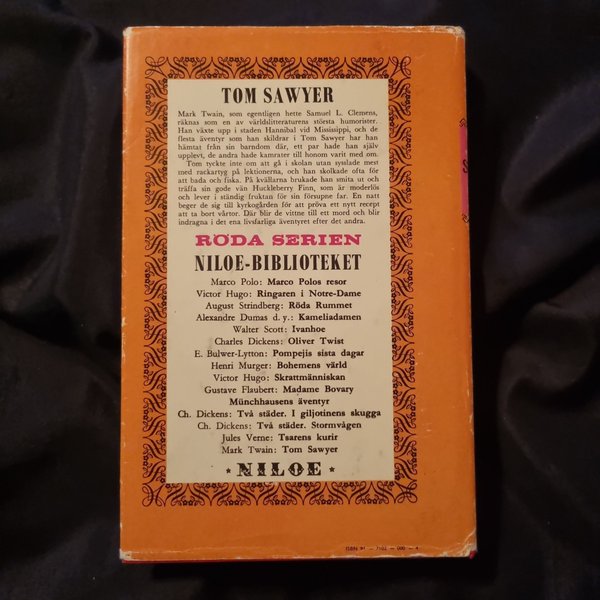 TOM SAWYER
Mark Twain, som egentligen hette Samuel L. Clemens,
räknas som en av världslitteraturens största humorister.
Han växte upp i staden Hannibal vid Mississippi, och de
flesta äventyr som han skildrar i Tom Sawyer har han
hämtat från sin barndom där, ett par hade han själv
upplevt, de andra hade kamrater till honom varit med om.
Tom tyckte inte om att gå i skolan utan sysslade mest
med rackartyg på lektionerna, och han skolkade ofta för
att bada och fiska. På kvällarna brukade han smita ut och
träffa sin gode vän Huckleberry Finn, som är moderlös
och lever i ständig fruktan för sin försupne far. En natt
beger de sig till kyrkogården för att pröva ett nytt recept
att ta bort vårtor. Där blir de vittne till ett mord och blir
indragna i det ena livsfarliga äventyret efter det andra.
RÖDA SERIEN
NILOE-BIBLIOTEKET
Marco Polo: Marco Polos resor
Victor Hugo: Ringaren i Notre-Dame
August Strindberg: Röda Rummet
Alexandre Dumas d. y.: Kameliadamen
Walter Scott: Ivanhoe
Charles Dickens: Oliver Twist
E. Bulwer-Lytton: Pompejis sista dagar
Henri Murger: Bohemens värld
Victor Hugo: Skrattmänniskan
Gustave Flaubert: Madame Bovary
Münchhausens äventyr
Ch. Dickens: Två städer. I giljotinens skugga
Ch. Dickens: Två städer. Stormvågen
Jules Verne: Tsarens kurir
Mark Twain: Tom Sawyer
* NILOE *
ISBN 91 — 7102 — 000 — 4